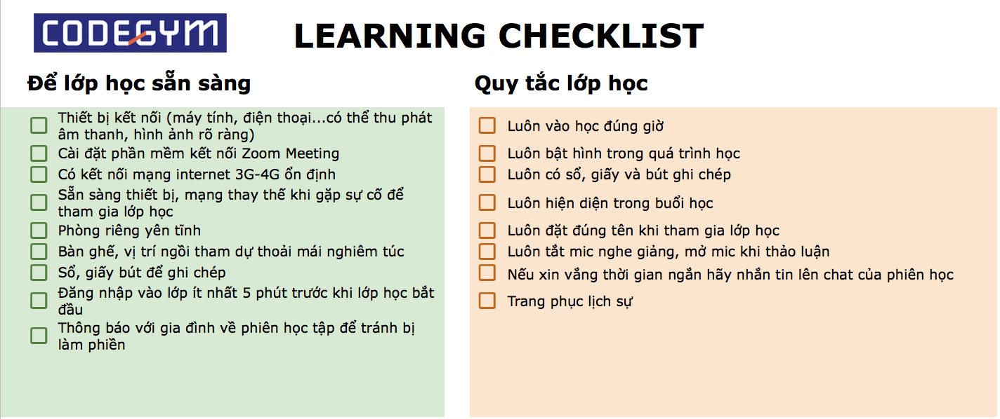 CODEGYM
LEARNING CHECKLIST
Để lớp học sẵn sàng
Thiết bị kết nối (máy tính, điện thoại...có thể thu phát
âm thanh, hình ảnh rõ ràng)
Cài đặt phần mềm kết nối Zoom Meeting
Có kết nối mạng internet 3G-4G ổn định
Sẵn sàng thiết bị, mạng thay thế khi gặp sự cố để
tham gia lớp học
Phòng riêng yên tĩnh
Bàn ghế, vị trí ngồi tham dự thoải mái nghiêm túc
Sổ, giấy bút để ghi chép
Đăng nhập vào lớp ít nhất 5 phút trước khi lớp học bắt
đầu
Thông báo với gia đình về phiên học tập để tránh bị
làm phiền
Quy tắc lớp học
Luôn vào học đúng giờ
Luôn bật hình trong quá trình học
Luôn có sổ, giấy và bút ghi chép
Luôn hiện diện trong buổi học
Luôn đặt đúng tên khi tham gia lớp học
Luôn tắt mic nghe giảng, mở mic khi thảo luận
Nếu xin vắng thời gian ngắn hãy nhắn tin lên chat của phiên học
Trang phục lịch sự